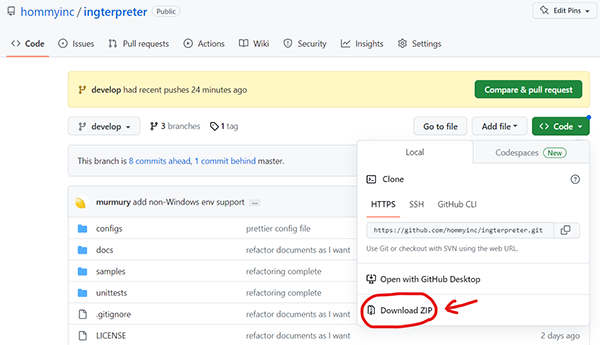 hommyinc / ingterpreter Public
Edit Pins
Code Issues Pull requests Actions Wiki Security Insights Settings
develop had recent pushes 24 minutes ago
Compare & pull request
develop 3 branches 1 tag
Go to file Add file Code
This branch is 8 commits ahead, 1 commit behind master.
murmury add non-Windows env support ...
configs prettier config file
docs refactor documents as I want
samples refactoring complete
unittests refactoring complete
.gitignore refactor documents as I want
LICENSE refactor documents as I want 2 days ago
Local Codespaces New
Clone
HTTPS SSH GitHub CLI
https://github.com/hommyinc/ingterpreter.git
Use Git or checkout with SVN using the web URL.
Open with GitHub Desktop
Download ZIP